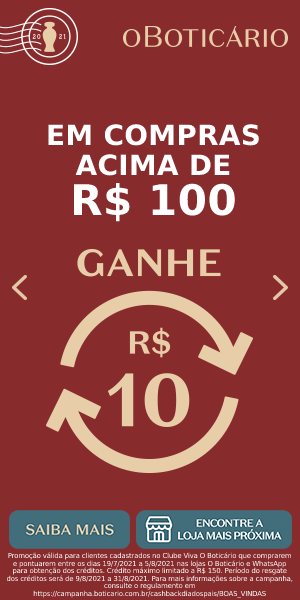 20 21
OBOTICÁRIO
EM COMPRAS
ACIMA DE
R$ 100
GANHE
R$
10
SAIBA MAIS
ENCONTRE A
LOJA MAIS PRÓXIMA
Promoção válida para clientes cadastrados no Clube Viva O Boticário que comprarem
e pontuarem entre os dias 19/7/2021 a 5/8/2021 nas lojas O Boticário e WhatsApp
para obtenção dos créditos. Crédito máximo limitado a R$ 150. Período do resgate
dos créditos será de 9/8/2021 a 31/8/2021. Para mais informações sobre a campanha,
consulte o regulamento em
https://campanha.boticario.com.br/cashbackdiadospais/BOAS_VINDAS